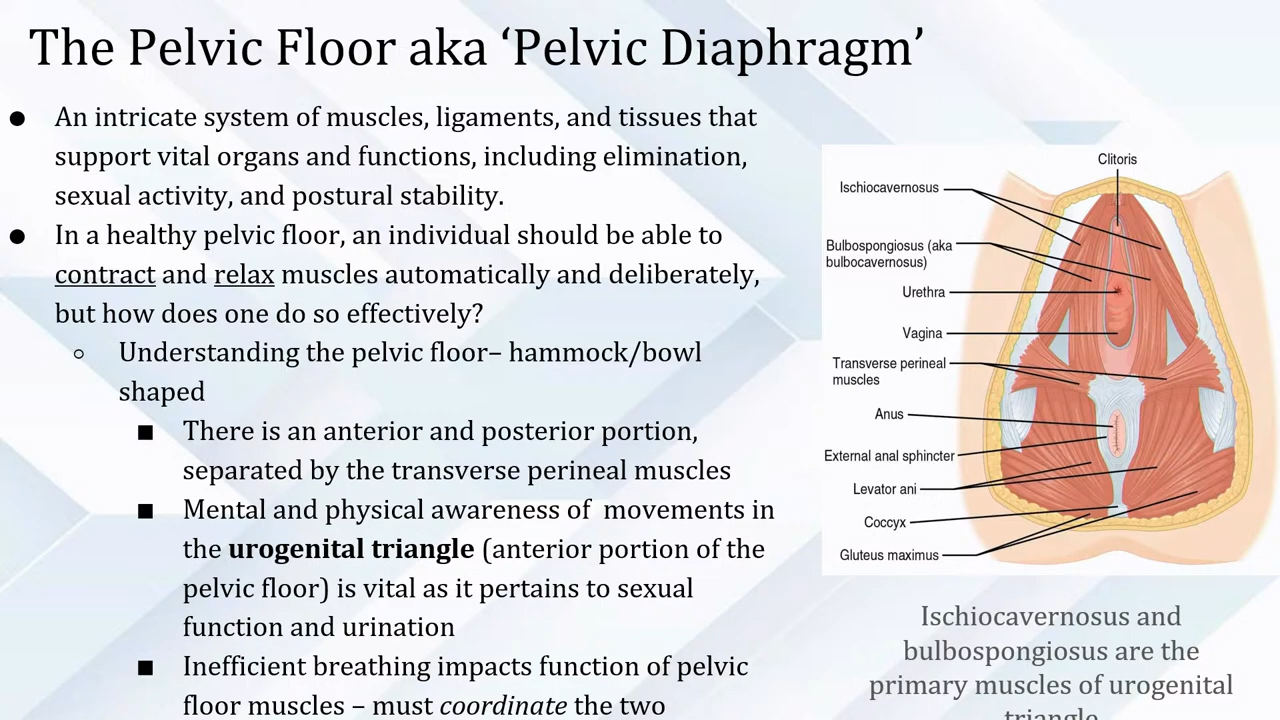 The Pelvic Floor aka ‘Pelvic Diaphragm’
● An intricate system of muscles, ligaments, and tissues that
support vital organs and functions, including elimination,
sexual activity, and postural stability.
● In a healthy pelvic floor, an individual should be able to
contract and relax muscles automatically and deliberately,
but how does one do so effectively?
○ Understanding the pelvic floor– hammock/bowl
shaped
■ There is an anterior and posterior portion,
separated by the transverse perineal muscles
■ Mental and physical awareness of  movements in
the urogenital triangle (anterior portion of the
pelvic floor) is vital as it pertains to sexual
function and urination
■ Inefficient breathing impacts function of pelvic
floor muscles – must coordinate the two
Clitoris
Ischiocavernosus
Bulbospongiosus (aka
bulbocavernosus)
Urethra
Vagina
Transverse perineal
muscles
Anus
External anal sphincter
Levator ani
Coccyx
Gluteus maximus
Ischiocavernosus and
bulbospongiosus are the
primary muscles of urogenital
triangle